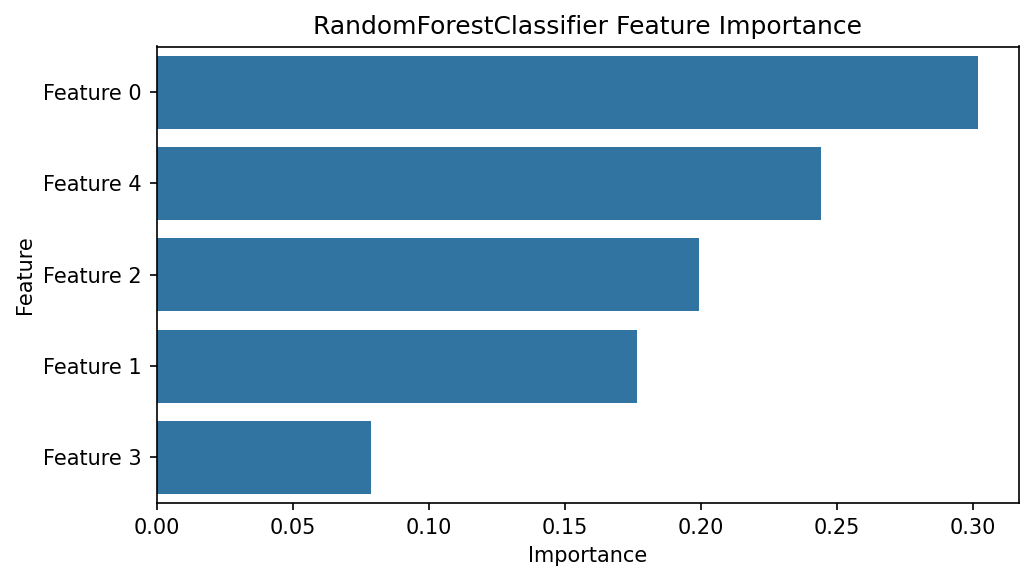 RandomForestClassifier Feature Importance
Feature 0
Feature 4
Feature 2
Feature 1
Feature 3
Feature
0.00 0.05 0.10 0.15 0.20 0.25 0.30
Importance